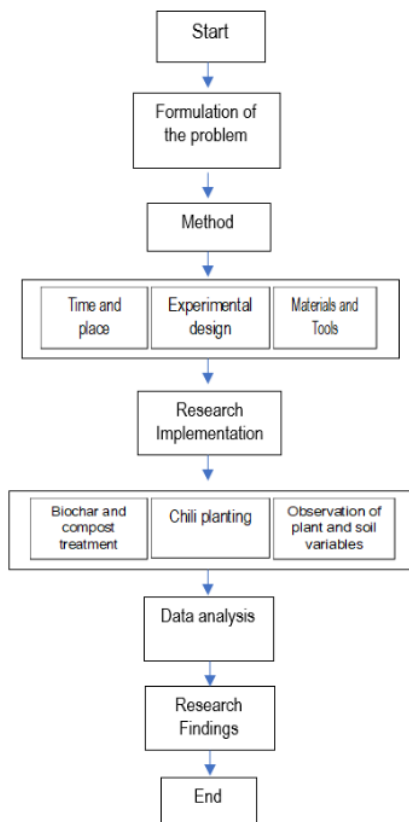 Start
Formulation of
the problem
Method
Time and
place
Experimental
design
Materials and
Tools
Research
Implementation
Biochar and
compost
treatment
Chili planting
Observation of
plant and soil
variables
Data analysis
Research
Findings
End